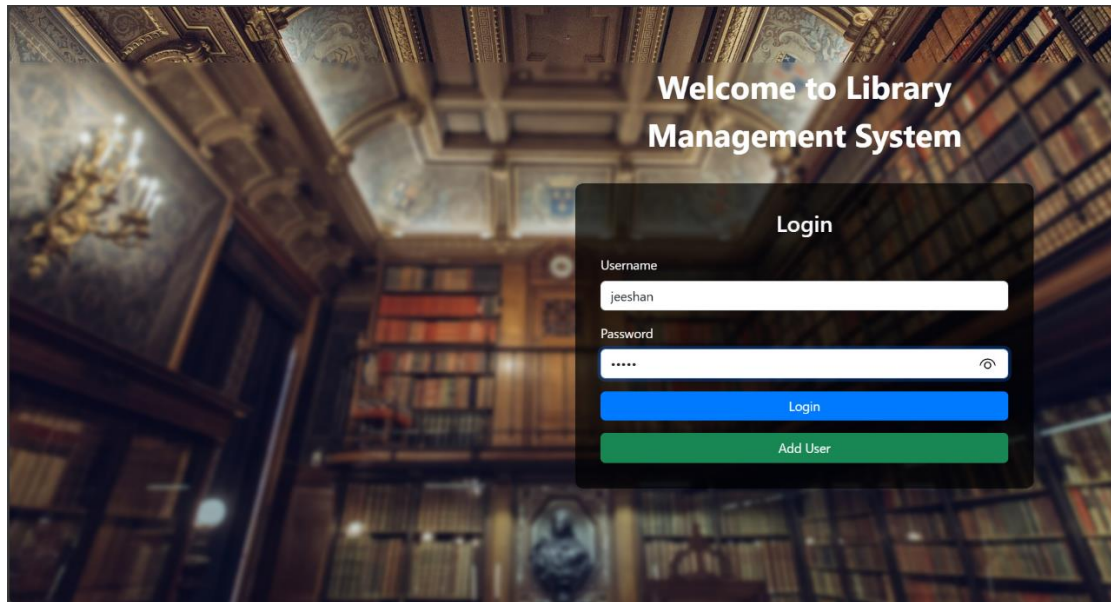 Welcome to Library
Management System
Login
Username
jeeshan
Password
•••••
Login
Add User